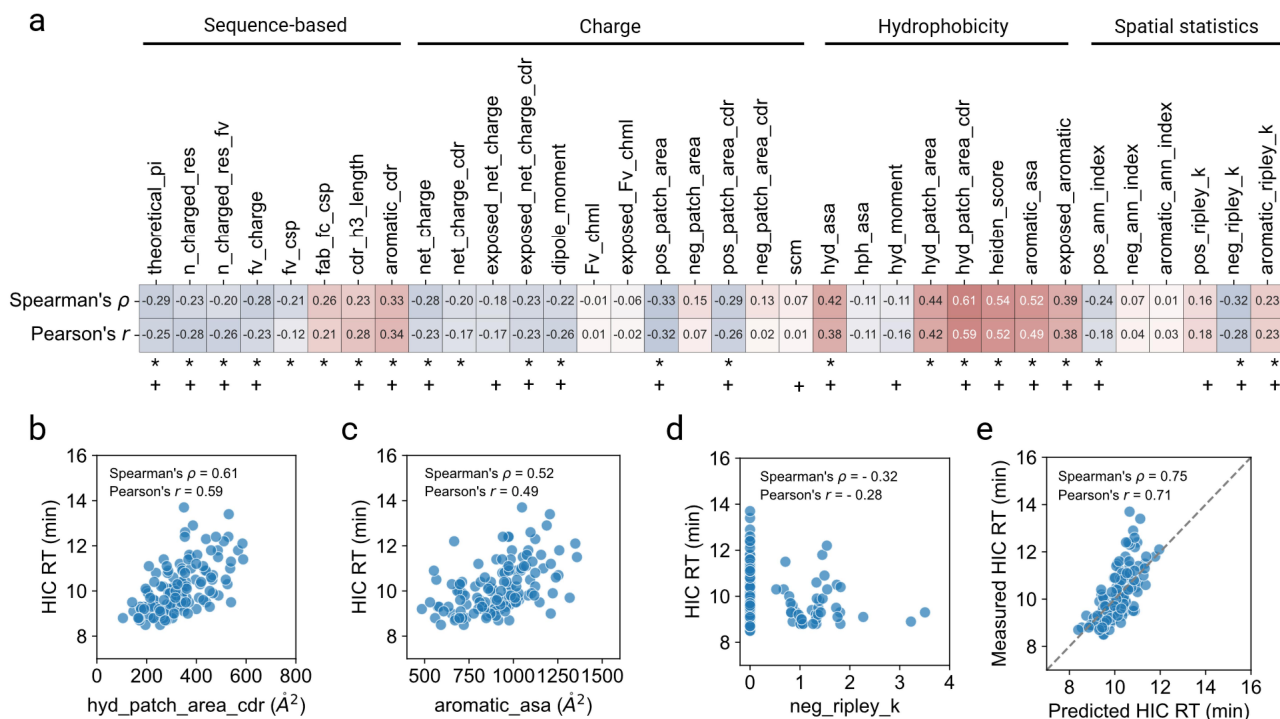 a
Sequence-based Charge Hydrophobicity Spatial statistics
theoretical_pi
n_charged_res
n_charged_res_fv
fv_charge
fv_csp
fab_fc_csp
cdr_h3_length
aromatic_cdr
net_charge
net_charge_cdr
exposed_net_charge
exposed_net_charge_cdr
dipole_moment
Fv_chml
exposed_Fv_chml
pos_patch_area
neg_patch_area
pos_patch_area_cdr
neg_patch_area_cdr
scm
hyd_asa
hph_asa
hyd_moment
hyd_patch_area
hyd_patch_area_cdr
heiden_score
aromatic_asa
exposed_aromatic
pos_ann_index
neg_ann_index
aromatic_ann_index
pos_ripley_k
neg_ripley_k
aromatic_ripley_k
Spearman's ρ -0.29 -0.23 -0.20 -0.28 -0.21 0.26 0.23 0.33 -0.28 -0.20 -0.18 -0.23 -0.22 -0.01 -0.06 -0.33 0.15 -0.29 0.13 0.07 0.42 -0.11 -0.11 0.44 0.61 0.54 0.52 0.39 -0.24 0.07 0.01 0.16 -0.32 0.23
Pearson's r -0.25 -0.28 -0.26 -0.23 -0.12 0.21 0.28 0.34 -0.23 -0.17 -0.17 -0.23 -0.26 0.01 -0.02 -0.32 0.07 -0.26 0.02 0.01 0.38 -0.11 -0.16 0.42 0.59 0.52 0.49 0.38 -0.18 0.04 0.03 0.18 -0.28 0.23
* * * * * * * * * * * * * * * * * * * * * * *
+ + + + + + + + + + + + + + + + + + + + + + +
b
Spearman's ρ = 0.61
Pearson's r = 0.59
HIC RT (min)
16
14
12
10
8
0 200 400 600 800
hyd_patch_area_cdr (Å²)
c
Spearman's ρ = 0.52
Pearson's r = 0.49
HIC RT (min)
16
14
12
10
8
500 750 1000 1250 1500
aromatic_asa (Å²)
d
Spearman's ρ = - 0.32
Pearson's r = - 0.28
HIC RT (min)
16
14
12
10
8
0 1 2 3 4
neg_ripley_k
e
Spearman's ρ = 0.75
Pearson's r = 0.71
Measured HIC RT (min)
16
14
12
10
8
8 10 12 14 16
Predicted HIC RT (min)